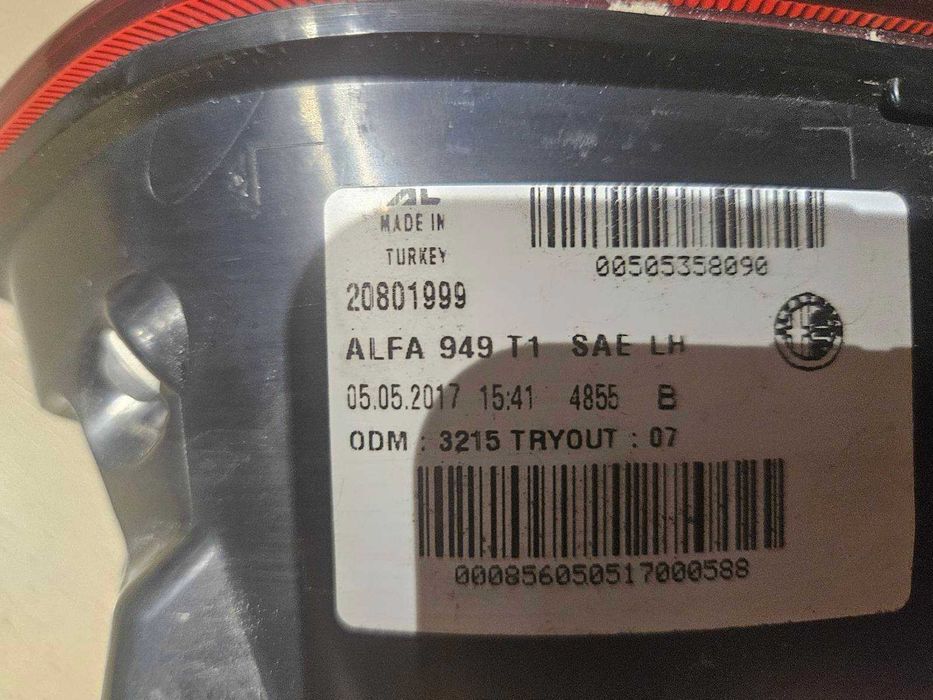 AL
MADE IN
TURKEY
00505358090
20801999
ALFA 949 T1 SAE LH
05.05.2017 15:41 4855 B
ODM : 3215 TRYOUT : 07
000856050517000588